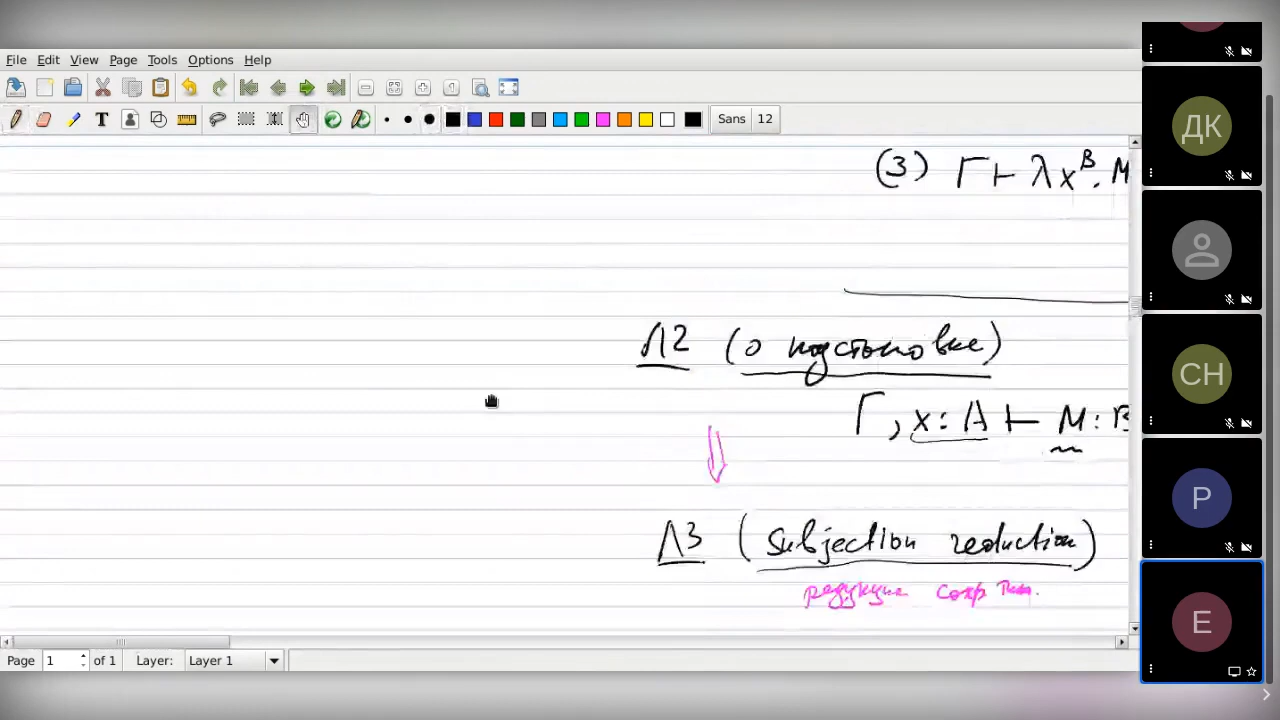 File Edit View Page Tools Options Help
Sans 12
(3) Γ ⊢ λx^B. M
Л2 (о подстановке)
Γ, x: A ⊢ M: B
Л3 (subjection reduction)
редукция сохр тип.
Page 1 of 1 Layer: Layer 1
ДК
СН
Р
Е